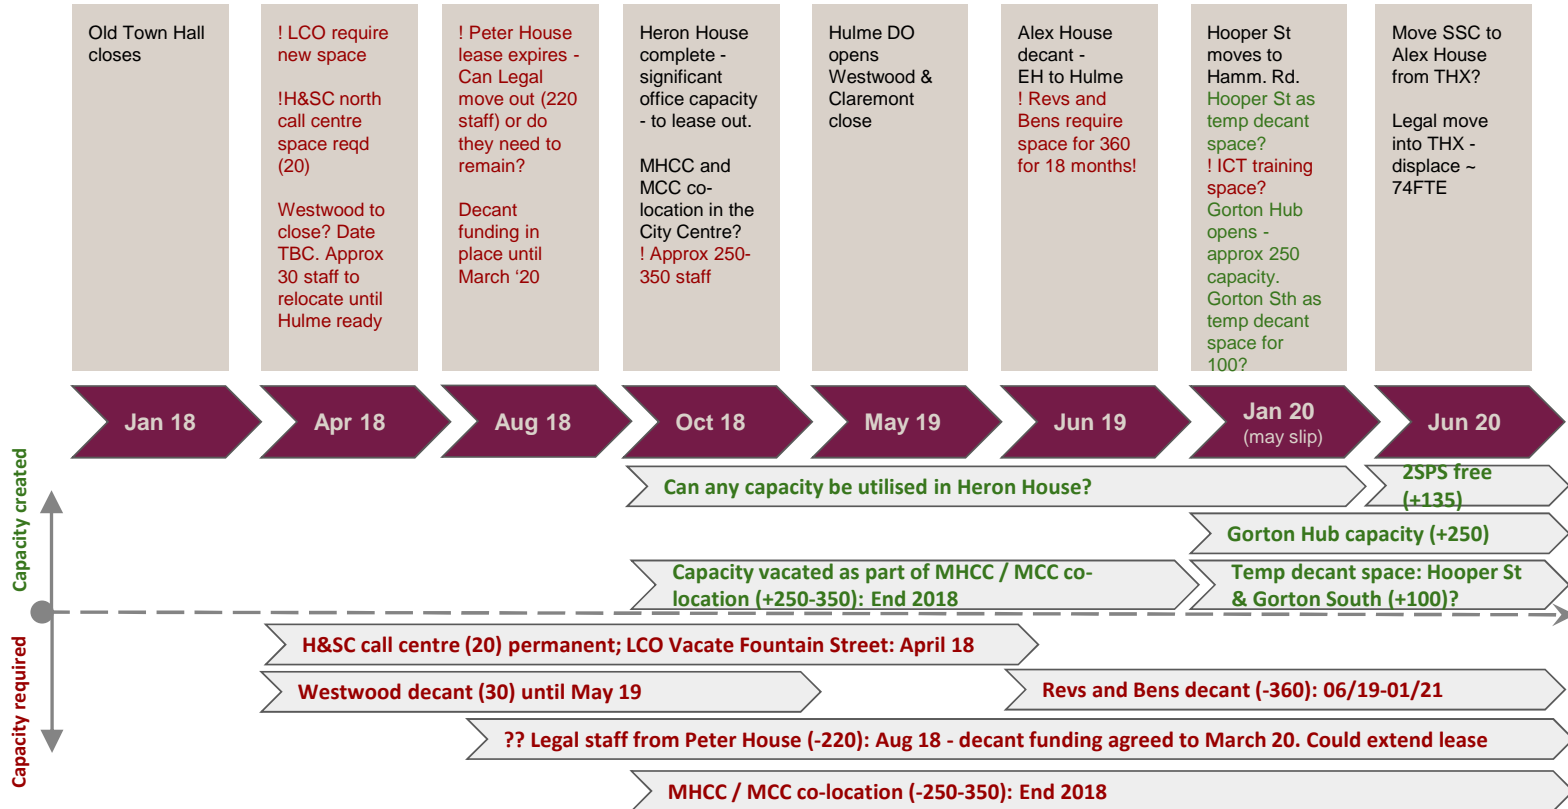 Old Town Hall
closes
! LCO require
new space
!H&SC north
call centre
space reqd
(20)
Westwood to
close? Date
TBC. Approx
30 staff to
relocate until
Hulme ready
! Peter House
lease expires -
Can Legal
move out (220
staff) or do
they need to
remain?
Decant
funding in
place until
March ‘20
Heron House
complete -
significant
office capacity
- to lease out.
MHCC and
MCC co-
location in the
City Centre?
! Approx 250-
350 staff
Hulme DO
opens
Westwood &
Claremont
close
Alex House
decant -
EH to Hulme
! Revs and
Bens require
space for 360
for 18 months!
Hooper St
moves to
Hamm. Rd.
Hooper St as
temp decant
space?
! ICT training
space?
Gorton Hub
opens -
approx 250
capacity.
Gorton Sth as
temp decant
space for
100?
Move SSC to
Alex House
from THX?
Legal move
into THX -
displace ~
74FTE
Jan 18
Apr 18
Aug 18
Oct 18
May 19
Jun 19
Jan 20
(may slip)
Jun 20
Capacity created
Can any capacity be utilised in Heron House?
2SPS free
(+135)
Gorton Hub capacity (+250)
Capacity vacated as part of MHCC / MCC co-
location (+250-350): End 2018
Temp decant space: Hooper St
& Gorton South (+100)?
Capacity required
H&SC call centre (20) permanent; LCO Vacate Fountain Street: April 18
Westwood decant (30) until May 19
Revs and Bens decant (-360): 06/19-01/21
?? Legal staff from Peter House (-220): Aug 18 - decant funding agreed to March 20. Could extend lease
MHCC / MCC co-location (-250-350): End 2018